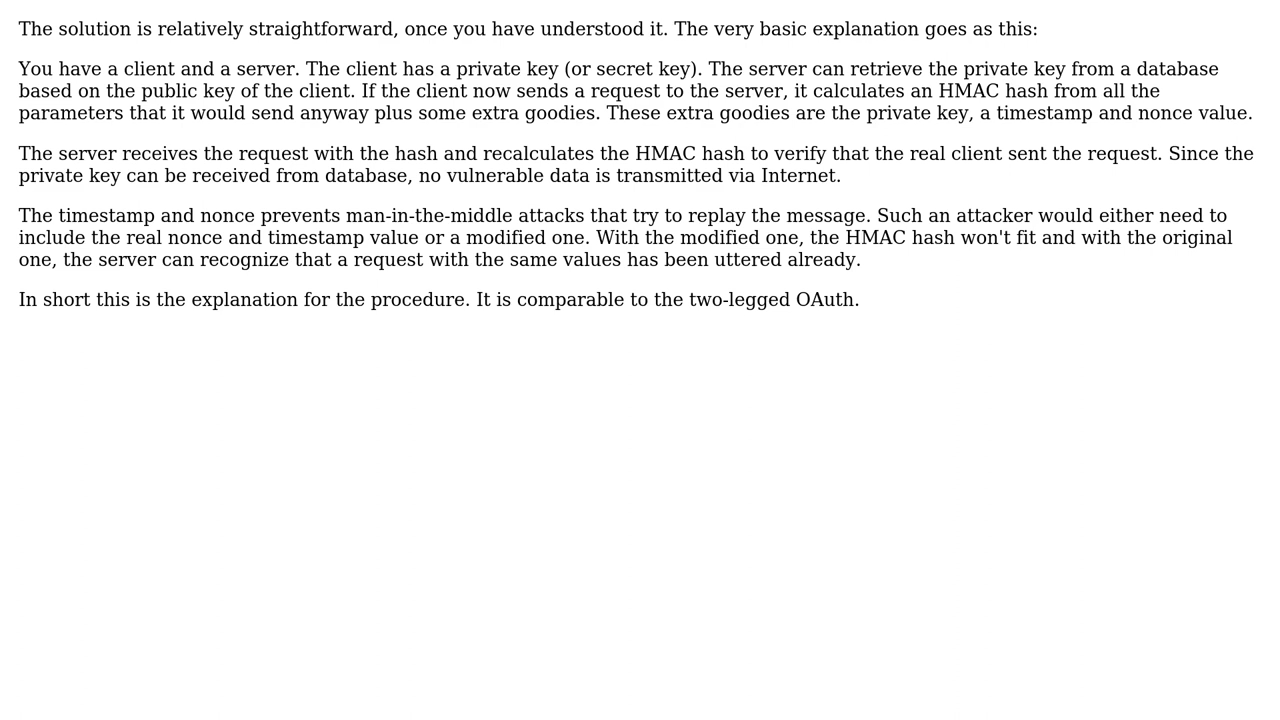 The solution is relatively straightforward, once you have understood it. The very basic explanation goes as this:
You have a client and a server. The client has a private key (or secret key). The server can retrieve the private key from a database
based on the public key of the client. If the client now sends a request to the server, it calculates an HMAC hash from all the
parameters that it would send anyway plus some extra goodies. These extra goodies are the private key, a timestamp and nonce value.
The server receives the request with the hash and recalculates the HMAC hash to verify that the real client sent the request. Since the
private key can be received from database, no vulnerable data is transmitted via Internet.
The timestamp and nonce prevents man-in-the-middle attacks that try to replay the message. Such an attacker would either need to
include the real nonce and timestamp value or a modified one. With the modified one, the HMAC hash won't fit and with the original
one, the server can recognize that a request with the same values has been uttered already.
In short this is the explanation for the procedure. It is comparable to the two-legged OAuth.